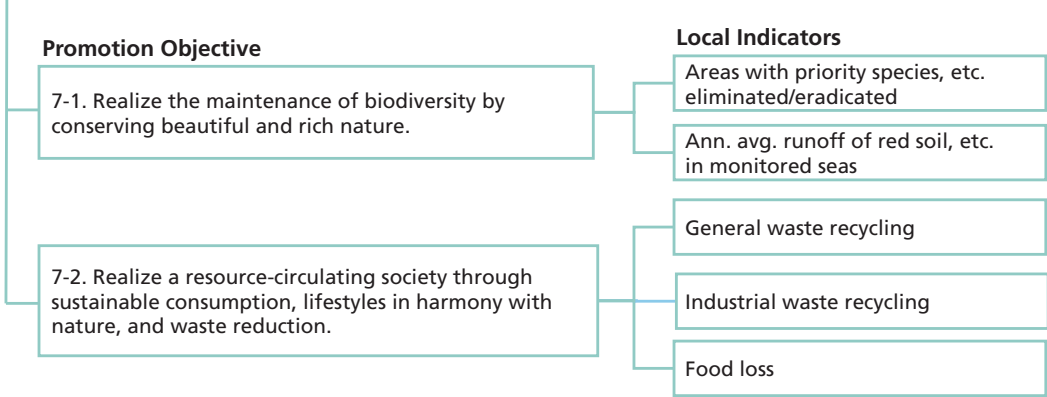 Promotion Objective
7-1. Realize the maintenance of biodiversity by
conserving beautiful and rich nature.
7-2. Realize a resource-circulating society through
sustainable consumption, lifestyles in harmony with
nature, and waste reduction.
Local Indicators
Areas with priority species, etc.
eliminated/eradicated
Ann. avg. runoff of red soil, etc.
in monitored seas
General waste recycling
Industrial waste recycling
Food loss